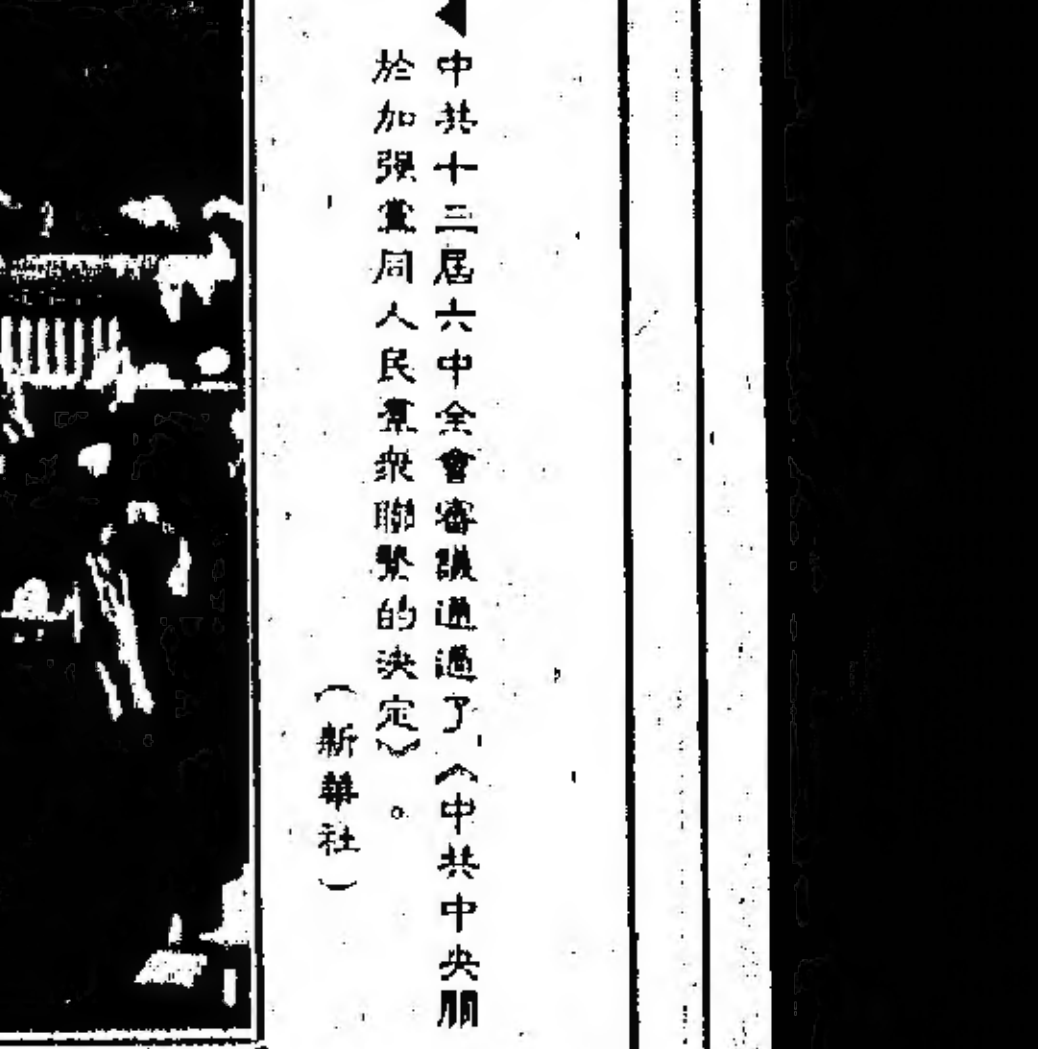 ◀中共十三屆六中全會審議通過了《中共中央關
於加強黨同人民羣衆聯繫的決定》。
（新華社）